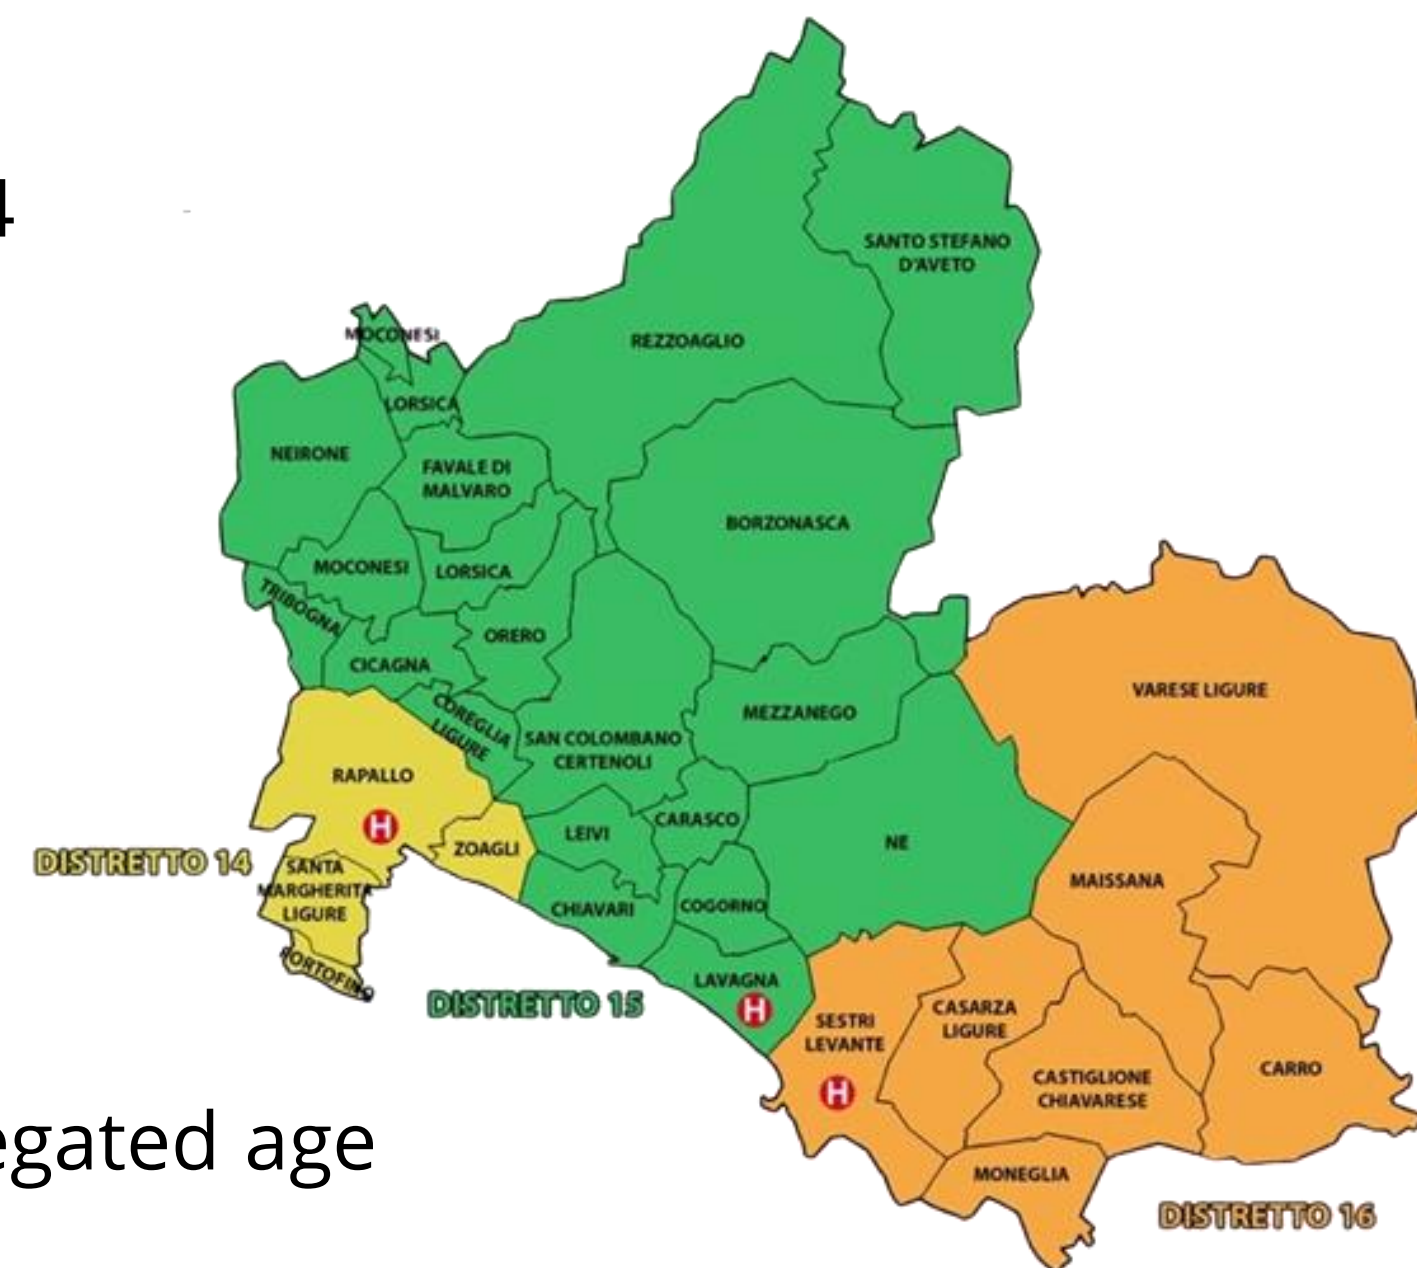 4
SANTO STEFANO
D'AVETO
MOCONESI
REZZOAGLIO
LORSICA
NEIRONE
FAVALE DI
MALVARO
BORZONASCA
MOCONESI
LORSICA
TRIBOGNA
ORERO
CICAGNA
VARESE LIGURE
COREGLIA
LIGURE
MEZZANEGO
SAN COLOMBANO
CERTENOLI
RAPALLO
H
LEIVI
CARASCO
NE
ZOAGLI
DISTRETTO 14
SANTA
MARGHERITA
LIGURE
MAISSANA
CHIAVARI
COGORNO
PORTOFINO
LAVAGNA
H
DISTRETTO 15
SESTRI
LEVANTE
CASARZA
LIGURE
CARRO
CASTIGLIONE
CHIAVARESE
H
egated age
MONEGLIA
DISTRETTO 16